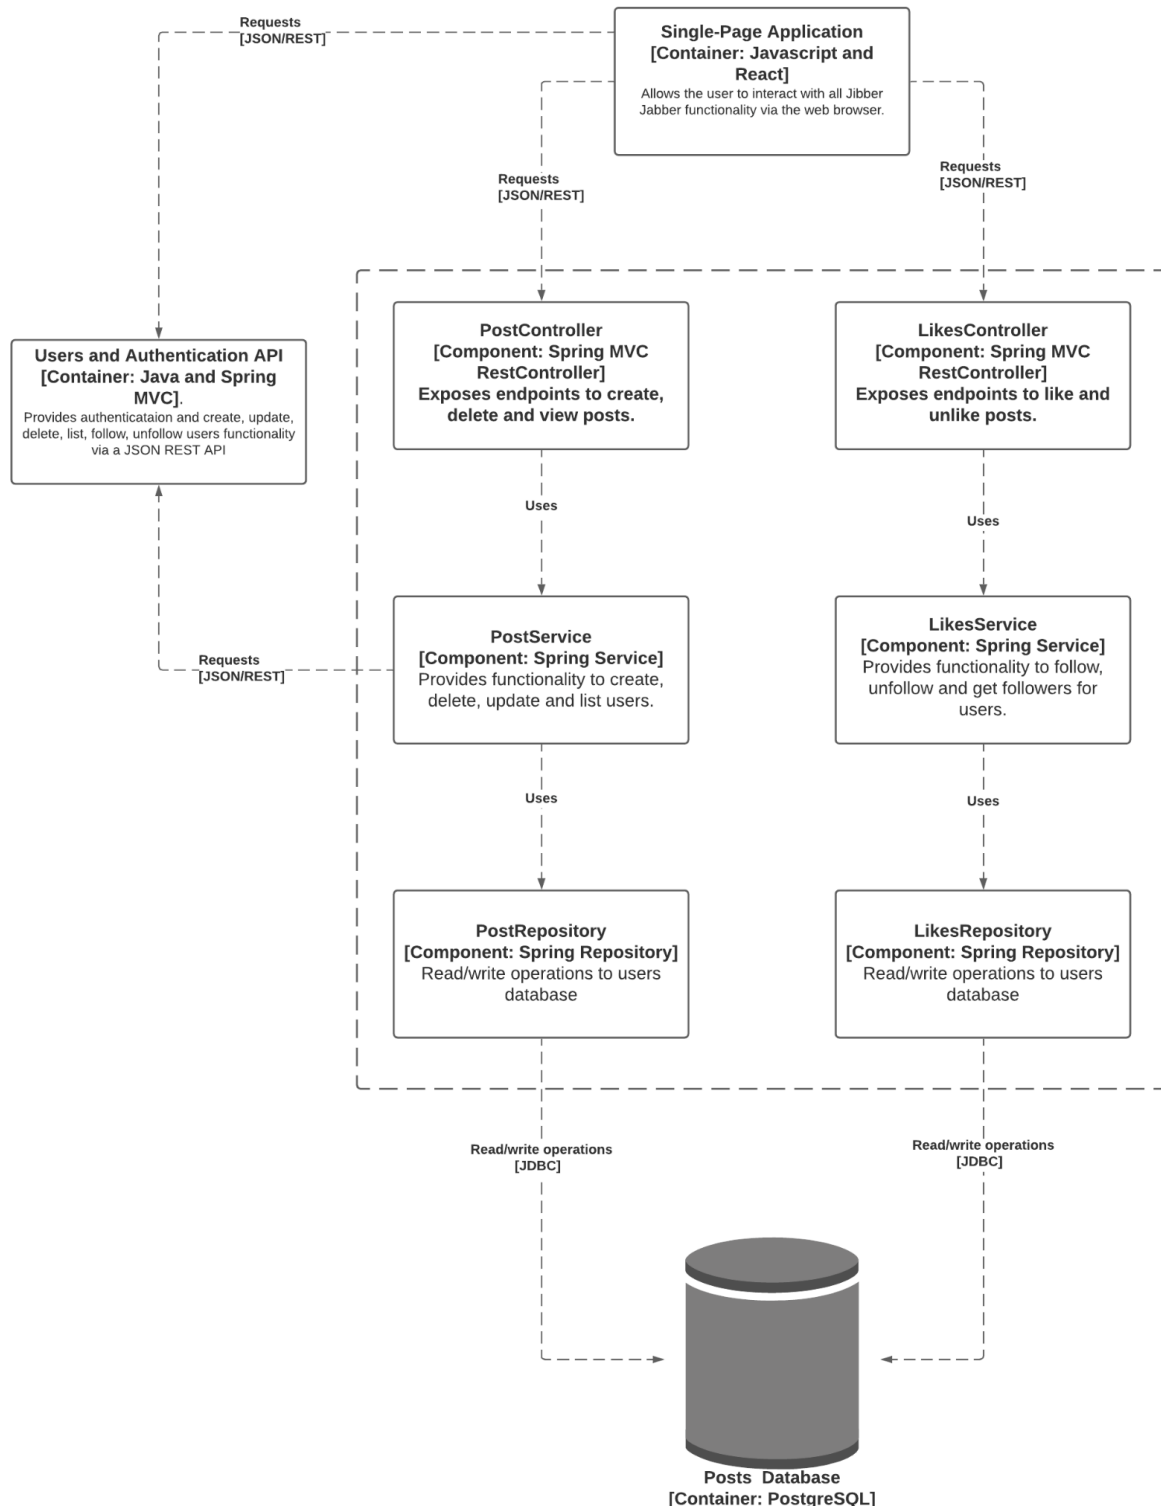 Requests
[JSON/REST]
Single-Page Application
[Container: Javascript and
React]
Allows the user to interact with all Jibber
Jabber functionality via the web browser.
Requests
[JSON/REST]
Requests
[JSON/REST]
Users and Authentication API
[Container: Java and Spring
MVC].
Provides authenticataion and create, update,
delete, list, follow, unfollow users functionality
via a JSON REST API
PostController
[Component: Spring MVC
RestController]
Exposes endpoints to create,
delete and view posts.
LikesController
[Component: Spring MVC
RestController]
Exposes endpoints to like and
unlike posts.
Uses
Uses
Requests
[JSON/REST]
PostService
[Component: Spring Service]
Provides functionality to create,
delete, update and list users.
LikesService
[Component: Spring Service]
Provides functionality to follow,
unfollow and get followers for
users.
Uses
Uses
PostRepository
[Component: Spring Repository]
Read/write operations to users
database
LikesRepository
[Component: Spring Repository]
Read/write operations to users
database
Read/write operations
[JDBC]
Read/write operations
[JDBC]
Posts Database
[Container: PostgreSQL]